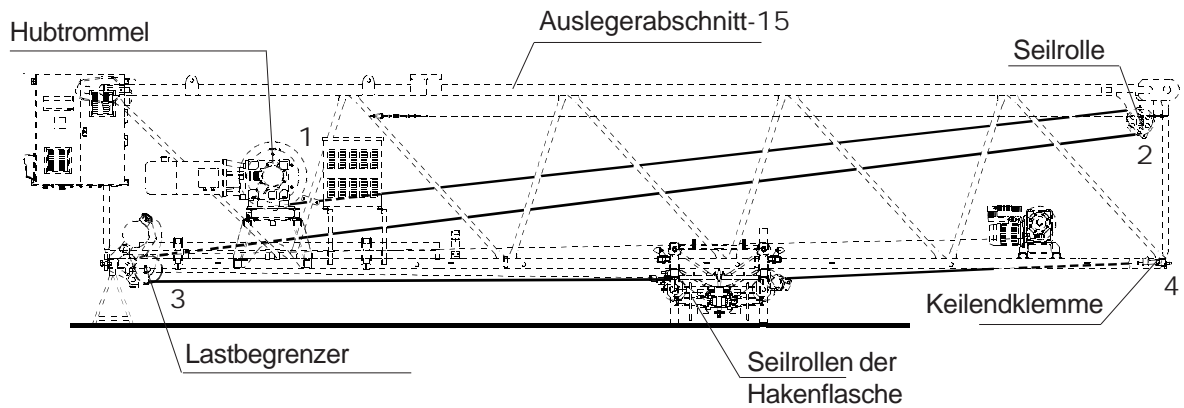 Hubtrommel
Auslegerabschnitt-15
Seilrolle
1
2
3
4
Keilendklemme
Lastbegrenzer
Seilrollen der
Hakenflasche